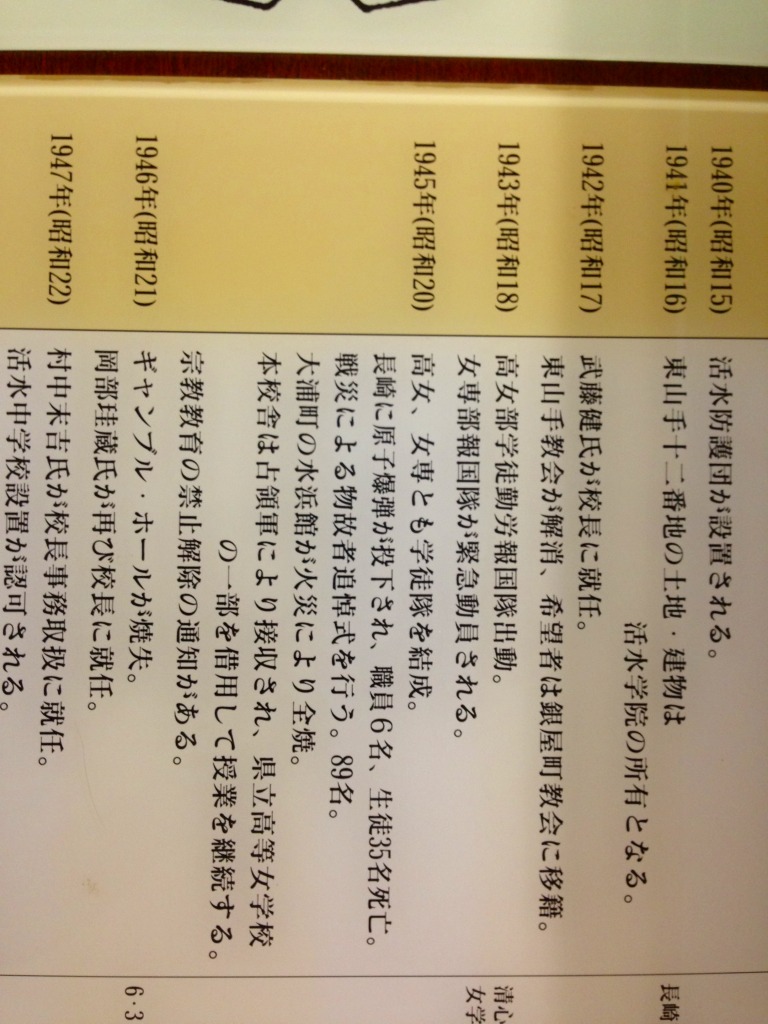 1940年(昭和15)
活水防護団が設置される。
1941年(昭和16)
東山手十二番地の土地・建物は
活水学院の所有となる。
長崎
1942年(昭和17)
武藤健氏が校長に就任。
東山手教会が解消、希望者は銀屋町教会に移籍。
1943年(昭和18)
高女部学徒勤労報国隊出動。
女専部報国隊が緊急動員される。
清心
女学
1945年(昭和20)
高女、女専とも学徒隊を結成。
長崎に原子爆弾が投下され、職員6名、生徒35名死亡。
戦災による物故者追悼式を行う。89名。
大浦町の水浜館が火災により全焼。
本校舎は占領軍により接収され、県立高等女学校
の一部を借用して授業を継続する。
宗教教育の禁止解除の通知がある。
1946年(昭和21)
ギャンブル・ホールが焼失。
岡部珪蔵氏が再び校長に就任。
6·3
1947年(昭和22)
村中末吉氏が校長事務取扱に就任。
活水中学校設置が認可される。